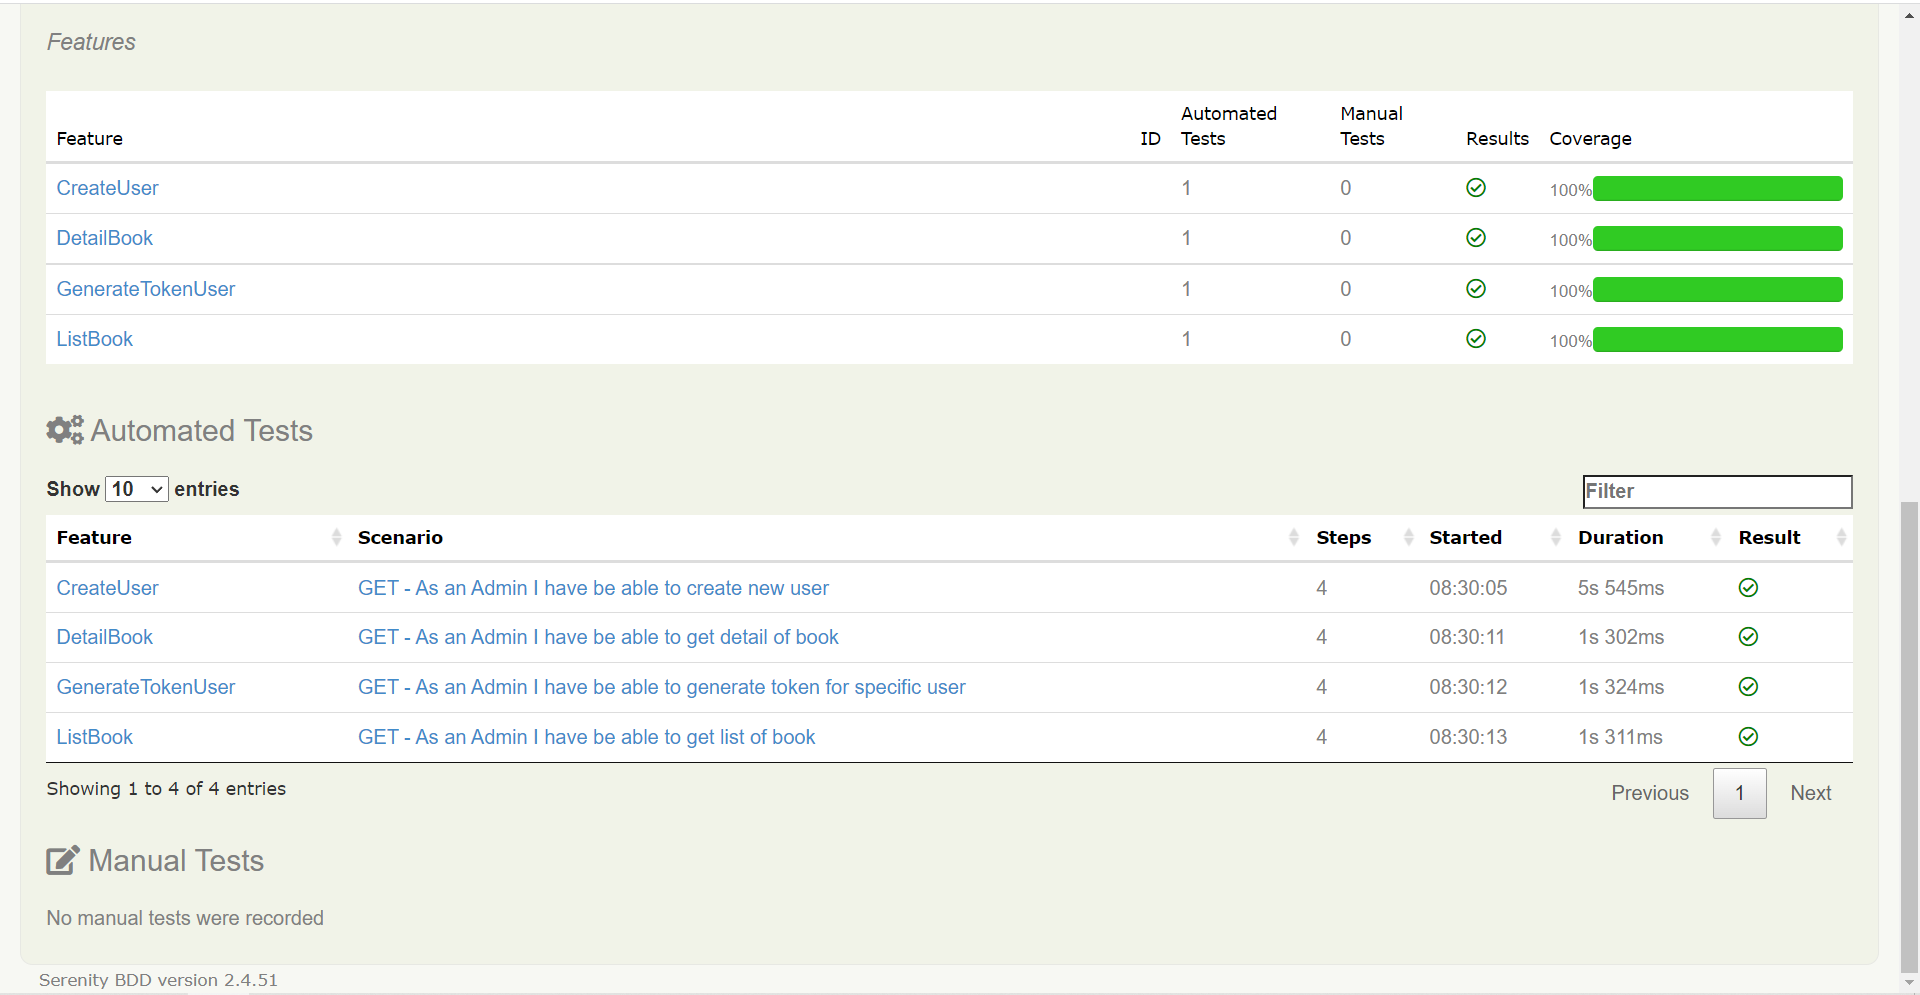 Features
Feature ID Automated Tests Manual Tests Results Coverage
CreateUser 1 0 100%
DetailBook 1 0 100%
GenerateTokenUser 1 0 100%
ListBook 1 0 100%
Automated Tests
Show 10 entries Filter
Feature Scenario Steps Started Duration Result
CreateUser GET - As an Admin I have be able to create new user 4 08:30:05 5s 545ms
DetailBook GET - As an Admin I have be able to get detail of book 4 08:30:11 1s 302ms
GenerateTokenUser GET - As an Admin I have be able to generate token for specific user 4 08:30:12 1s 324ms
ListBook GET - As an Admin I have be able to get list of book 4 08:30:13 1s 311ms
Showing 1 to 4 of 4 entries Previous 1 Next
Manual Tests
No manual tests were recorded
Serenity BDD version 2.4.51